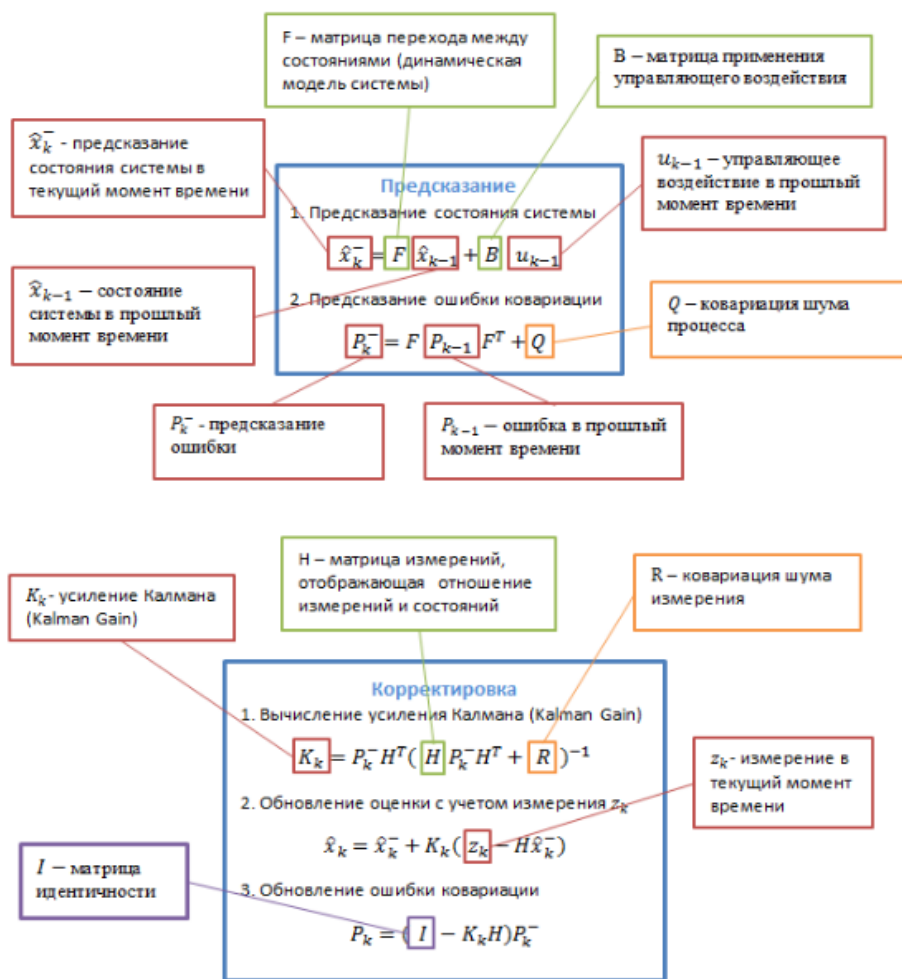 F – матрица перехода между
состояниями (динамическая
модель системы)
B – матрица применения
управляющего воздействия
x̂ₖ⁻ - предсказание
состояния системы в
текущий момент времени
uₖ₋₁ – управляющее
воздействие в прошлый
момент времени
Предсказание
1. Предсказание состояния системы
x̂ₖ⁻ = F x̂ₖ₋₁ + B uₖ₋₁
x̂ₖ₋₁ – состояние
системы в прошлый
момент времени
2. Предсказание ошибки ковариации
Pₖ⁻ = F Pₖ₋₁ Fᵀ + Q
Q – ковариация шума
процесса
Pₖ⁻ - предсказание
ошибки
Pₖ₋₁ – ошибка в прошлый
момент времени
H – матрица измерений,
отображающая отношение
измерений и состояний
Kₖ- усиление Калмана
(Kalman Gain)
R – ковариация шума
измерения
Корректировка
1. Вычисление усиления Калмана (Kalman Gain)
Kₖ = Pₖ⁻Hᵀ( H Pₖ⁻Hᵀ + R )⁻¹
zₖ- измерение в
текущий момент
времени
2. Обновление оценки с учетом измерения zₖ
x̂ₖ = x̂ₖ⁻ + Kₖ( zₖ – Hx̂ₖ⁻)
I – матрица
идентичности
3. Обновление ошибки ковариации
Pₖ = ( I – KₖH)Pₖ⁻